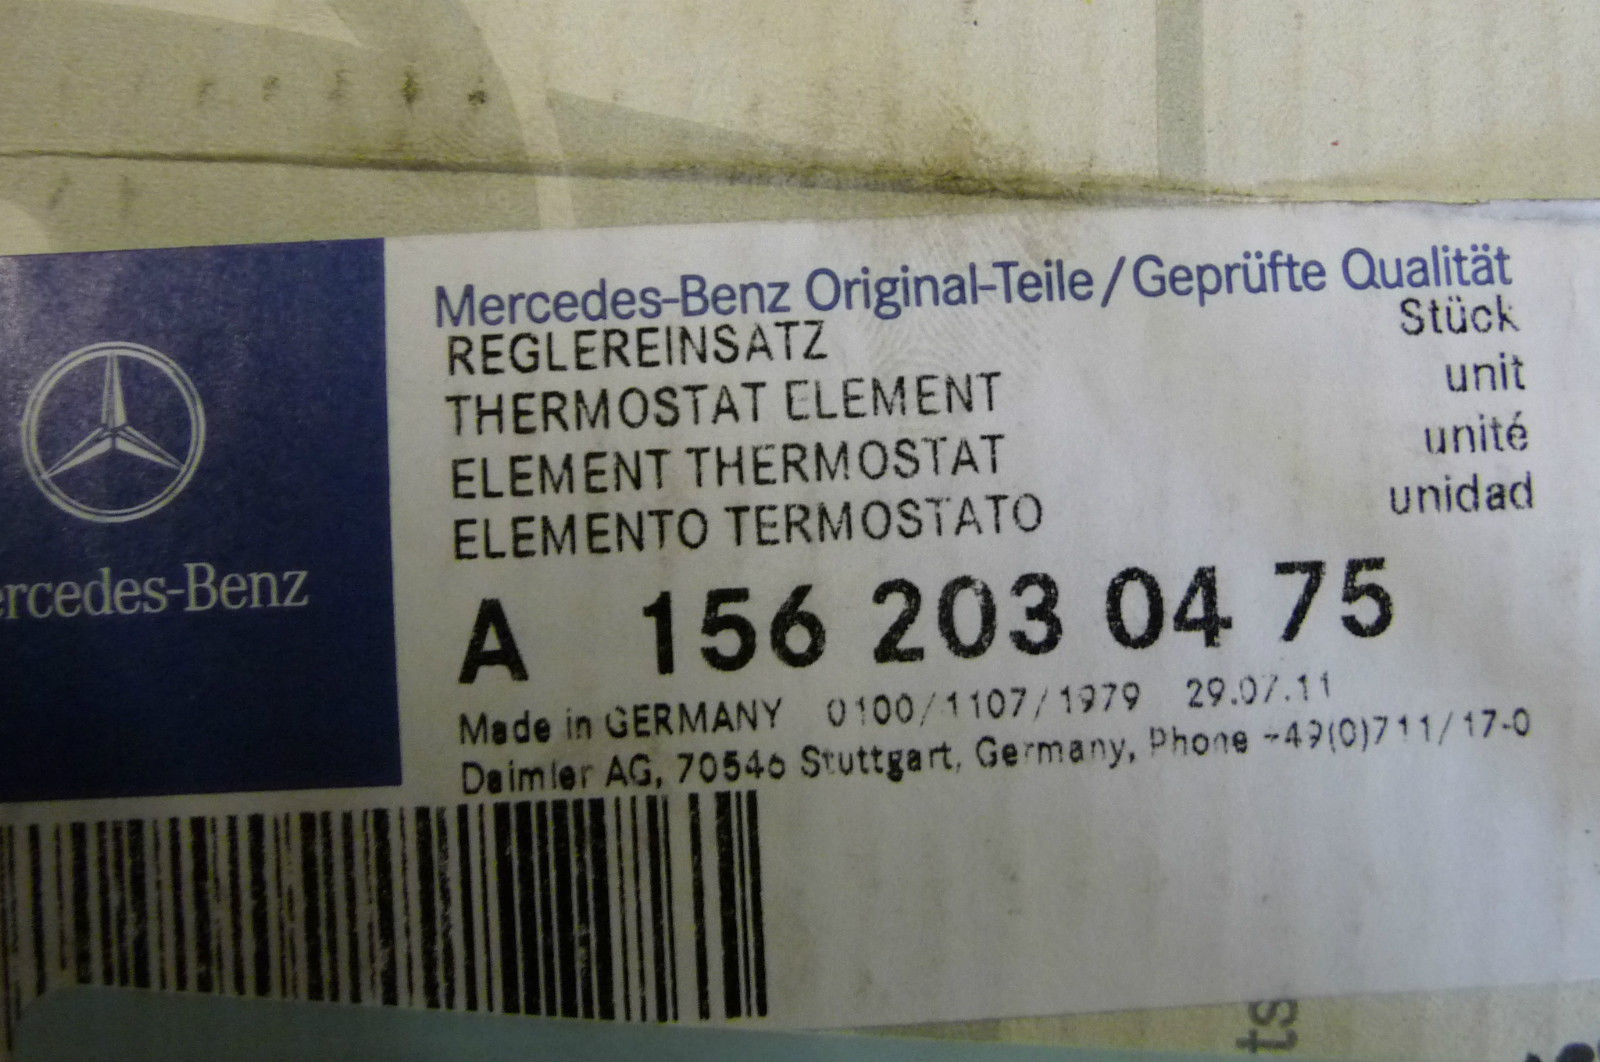 Mercedes-Benz Original-Teile / Geprüfte Qualität
REGLEREINSATZ Stück
THERMOSTAT ELEMENT unit
ELEMENT THERMOSTAT unité
ELEMENTO TERMOSTATO unidad
ercedes-Benz
A 156 203 04 75
Made in GERMANY 0100/1107/1979 29.07.11
Daimler AG, 70546 Stuttgart, Germany, Phone +49(0)711/17-0
ts